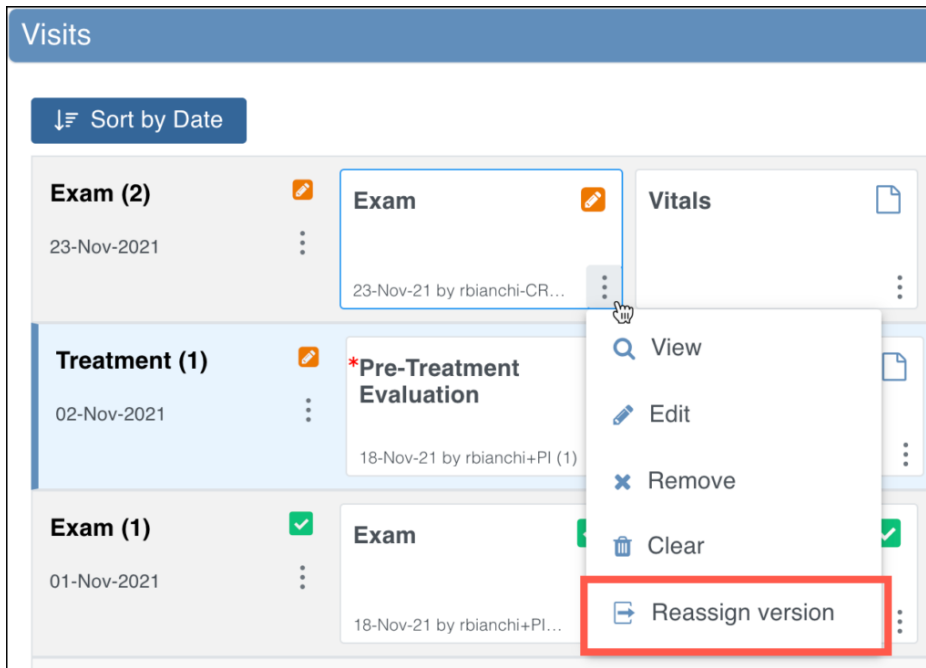 Visits
Sort by Date
Exam (2)
23-Nov-2021
Exam
23-Nov-21 by rbianchi-CR...
Vitals
Treatment (1)
02-Nov-2021
*Pre-Treatment
Evaluation
18-Nov-21 by rbianchi+PI (1)
Exam (1)
01-Nov-2021
Exam
18-Nov-21 by rbianchi+PI...
View
Edit
Remove
Clear
Reassign version